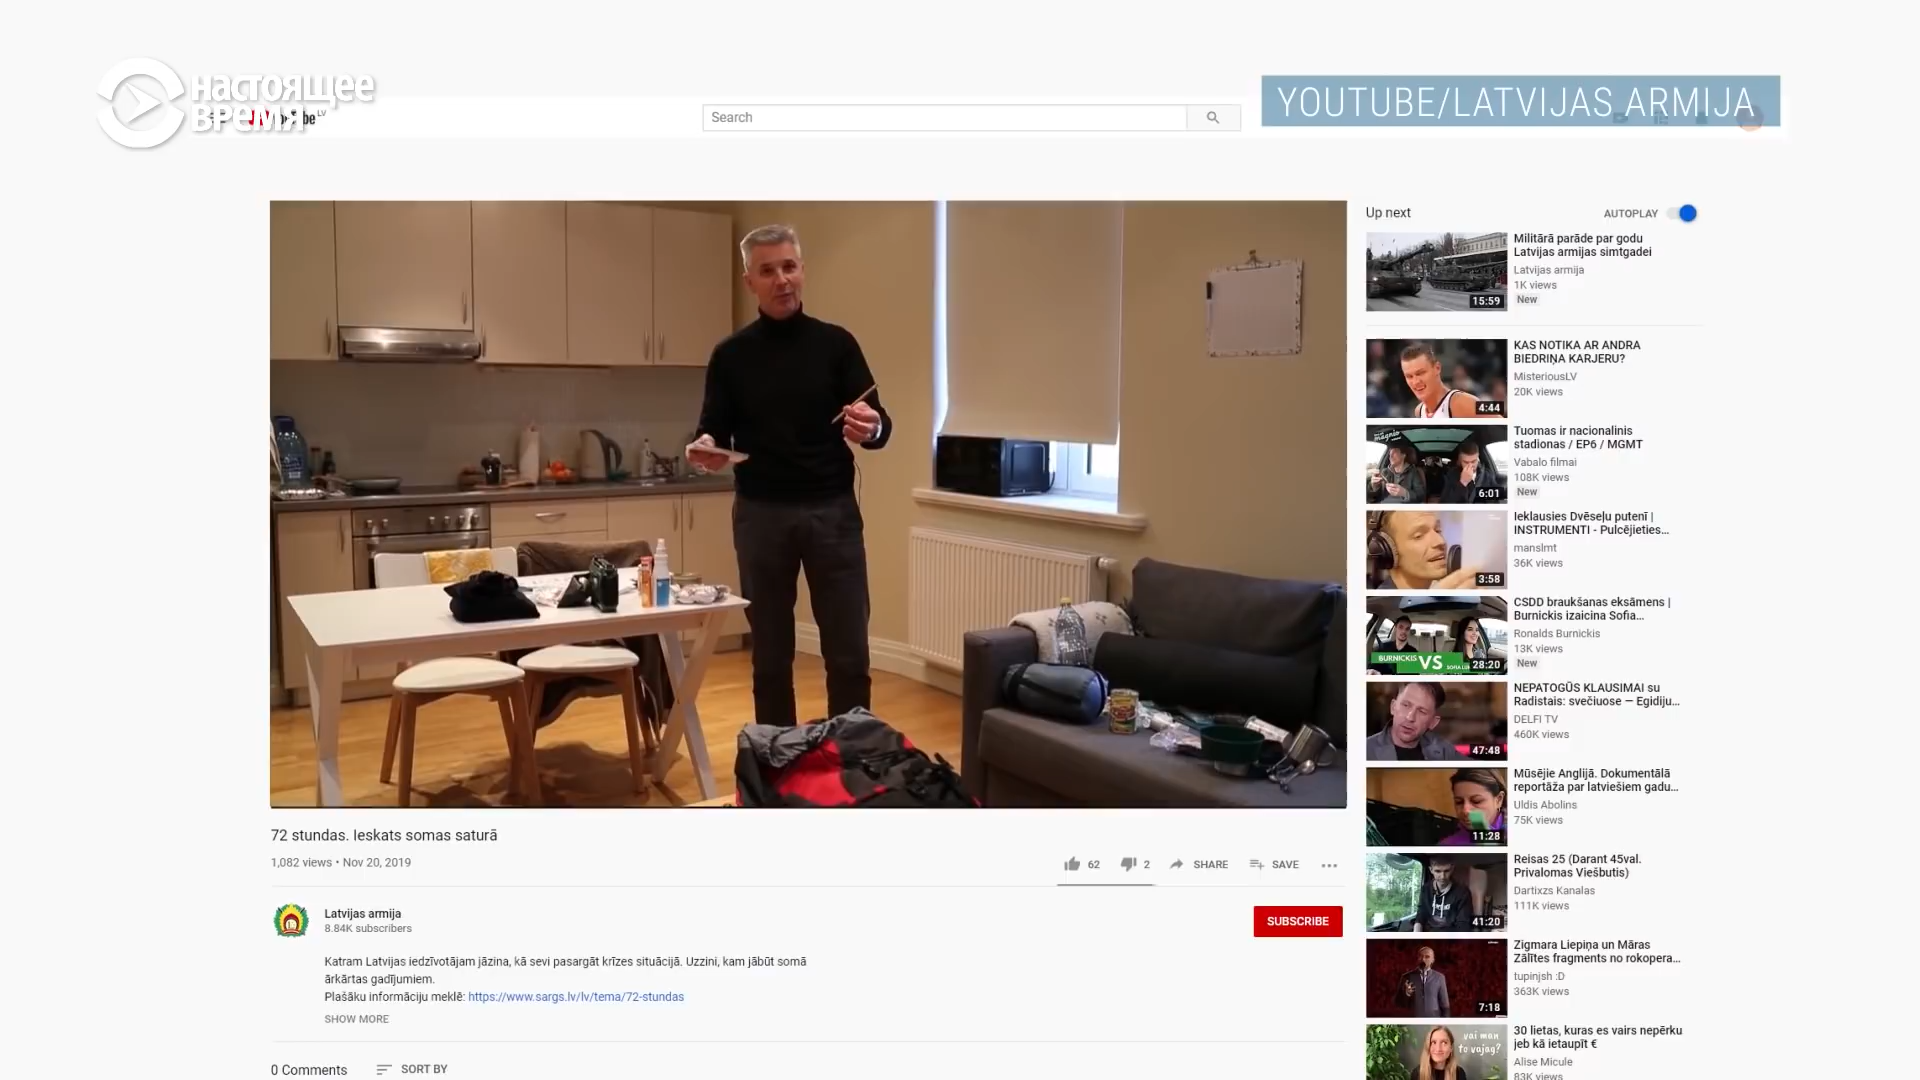 настоящее
время
Search
YOUTUBE/LATVIJAS ARMIJA
Up next
AUTOPLAY
Militārā parāde par godu
Latvijas armijas simtgadei
Latvijas armija
1K views
New
15:59
KAS NOTIKA AR ANDRA
BIEDRIŅA KARJERU?
MisteriousLV
20K views
4:44
Tuomas ir nacionalinis
stadionas / EP6 / MGMT
Vabalo filmai
108K views
New
6:01
Ieklausies Dvēseļu putenī |
INSTRUMENTI - Pulcējieties...
manslmt
36K views
3:58
CSDD braukšanas eksāmens |
Burnickis izaicina Sofia...
Ronalds Burnickis
13K views
New
BURNICKIS VS
28:20
NEPATOGŪS KLAUSIMAI su
Radistais: svečiuose — Egidiju...
DELFI TV
460K views
47:48
Mūsējie Anglijā. Dokumentālā
reportāža par latviešiem gadu...
Uldis Abolins
75K views
11:28
Reisas 25 (Darant 45val.
Privalomas Viešbutis)
Dartixzs Kanalas
111K views
41:20
Zigmara Liepiņa un Māras
Zālītes fragments no rokopera...
tupinjsh :D
363K views
7:18
30 lietas, kuras es vairs nepērku
jeb kā ietaupīt €
Alise Micule
83K views
vai man
to vajag?
72 stundas. Ieskats somas saturā
1,082 views • Nov 20, 2019
62
2
SHARE
SAVE
Latvijas armija
8.84K subscribers
SUBSCRIBE
Katram Latvijas iedzīvotājam jāzina, kā sevi pasargāt krīzes situācijā. Uzzini, kam jābūt somā
ārkārtas gadījumiem.
Plašāku informāciju meklē: https://www.sargs.lv/lv/tema/72-stundas
SHOW MORE
0 Comments
SORT BY